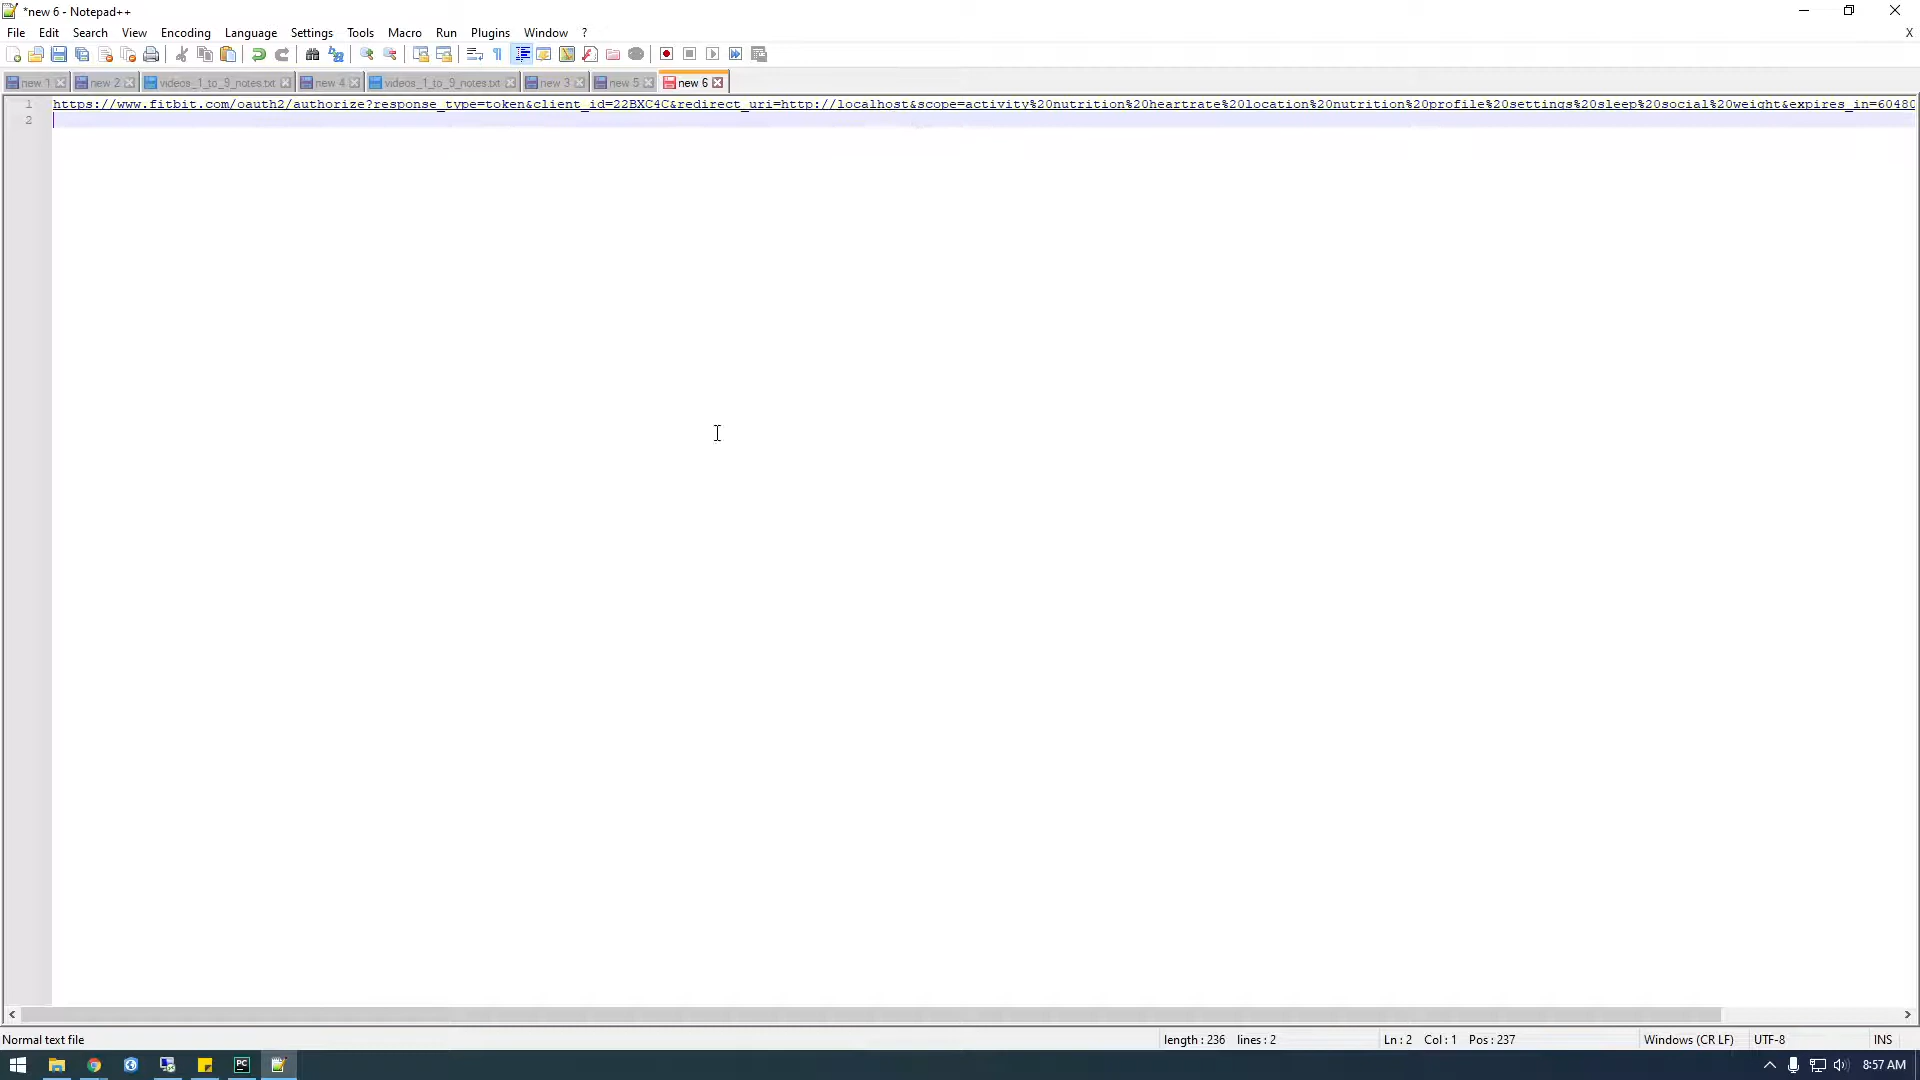 *new 6 - Notepad++
File Edit Search View Encoding Language Settings Tools Macro Run Plugins Window ? X
new 1 new 2 videos_1_to_9_notes.txt new 4 videos_1_to_9_notes.txt new 3 new 5 new 6
1 https://www.fitbit.com/oauth2/authorize?response_type=token&client_id=22BXC4C&redirect_uri=http://localhost&scope=activity%20nutrition%20heartrate%20location%20nutrition%20profile%20settings%20sleep%20social%20weight&expires_in=60480
2
Normal text file length : 236 lines : 2 Ln : 2 Col : 1 Pos : 237 Windows (CR LF) UTF-8 INS
PC 8:57 AM